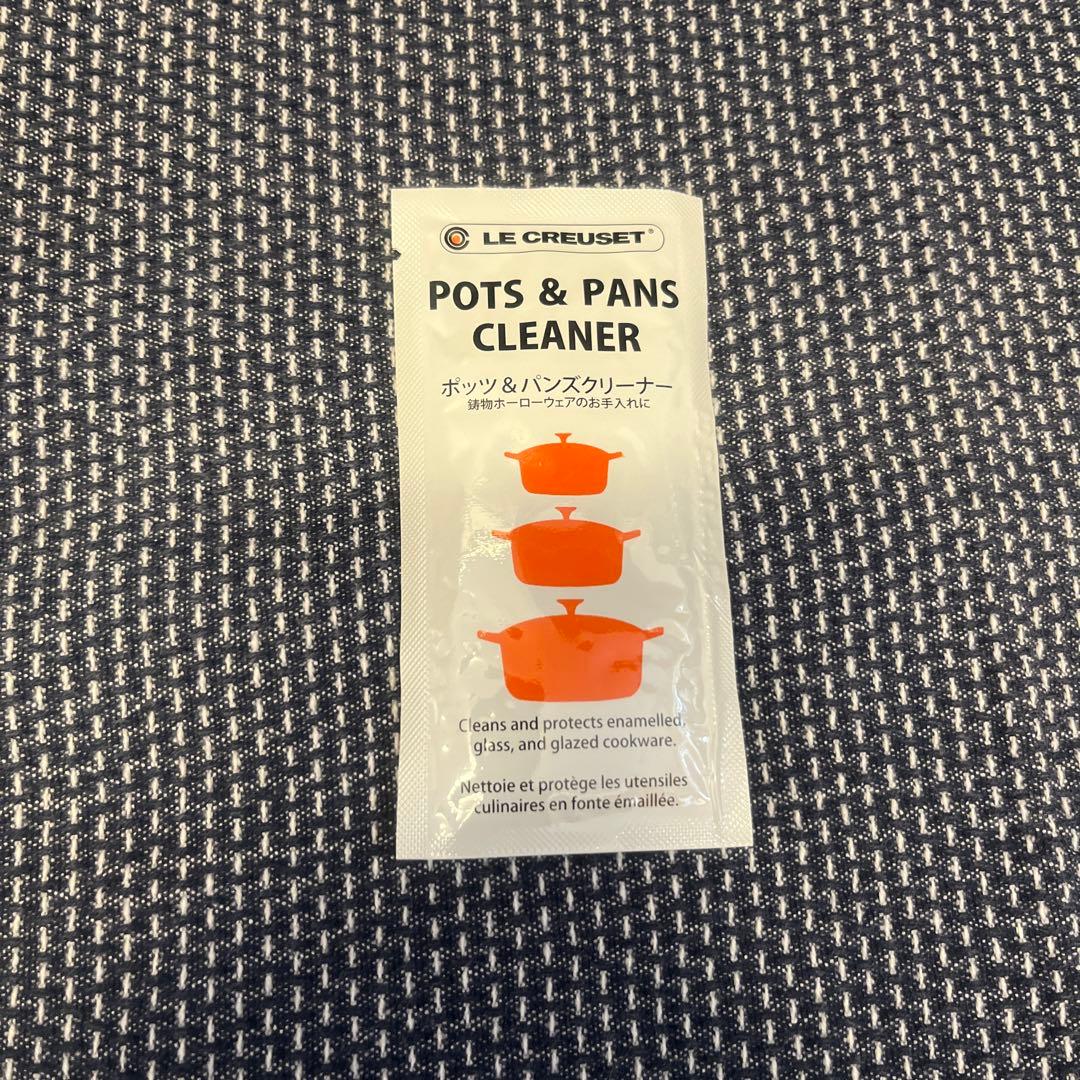 LE CREUSET®
POTS & PANS
CLEANER
ポッツ&パンズクリーナー
鋳物ホーローウェアのお手入れに
Cleans and protects enamelled,
glass, and glazed cookware.
Nettoie et protège les utensiles
culinaires en fonte émaillée.